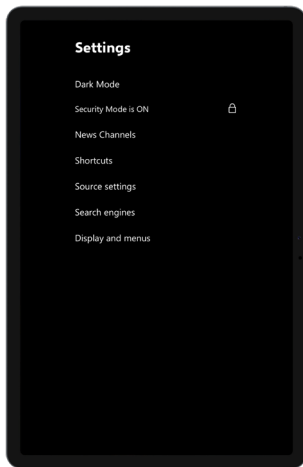 Settings
Dark Mode
Security Mode is ON
News Channels
Shortcuts
Source settings
Search engines
Display and menus